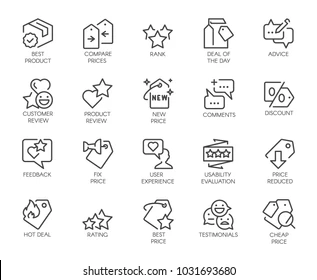 BEST
PRODUCT
COMPARE
PRICES
RANK
DEAL OF
THE DAY
ADVICE
CUSTOMER
REVIEW
PRODUCT
REVIEW
NEW
NEW
PRICE
COMMENTS
DISCOUNT
FEEDBACK
FIX
PRICE
USER
EXPERIENCE
USABILITY
EVALUATION
PRICE
REDUCED
HOT DEAL
RATING
BEST
PRICE
TESTIMONIALS
CHEAP
PRICE
1031693680